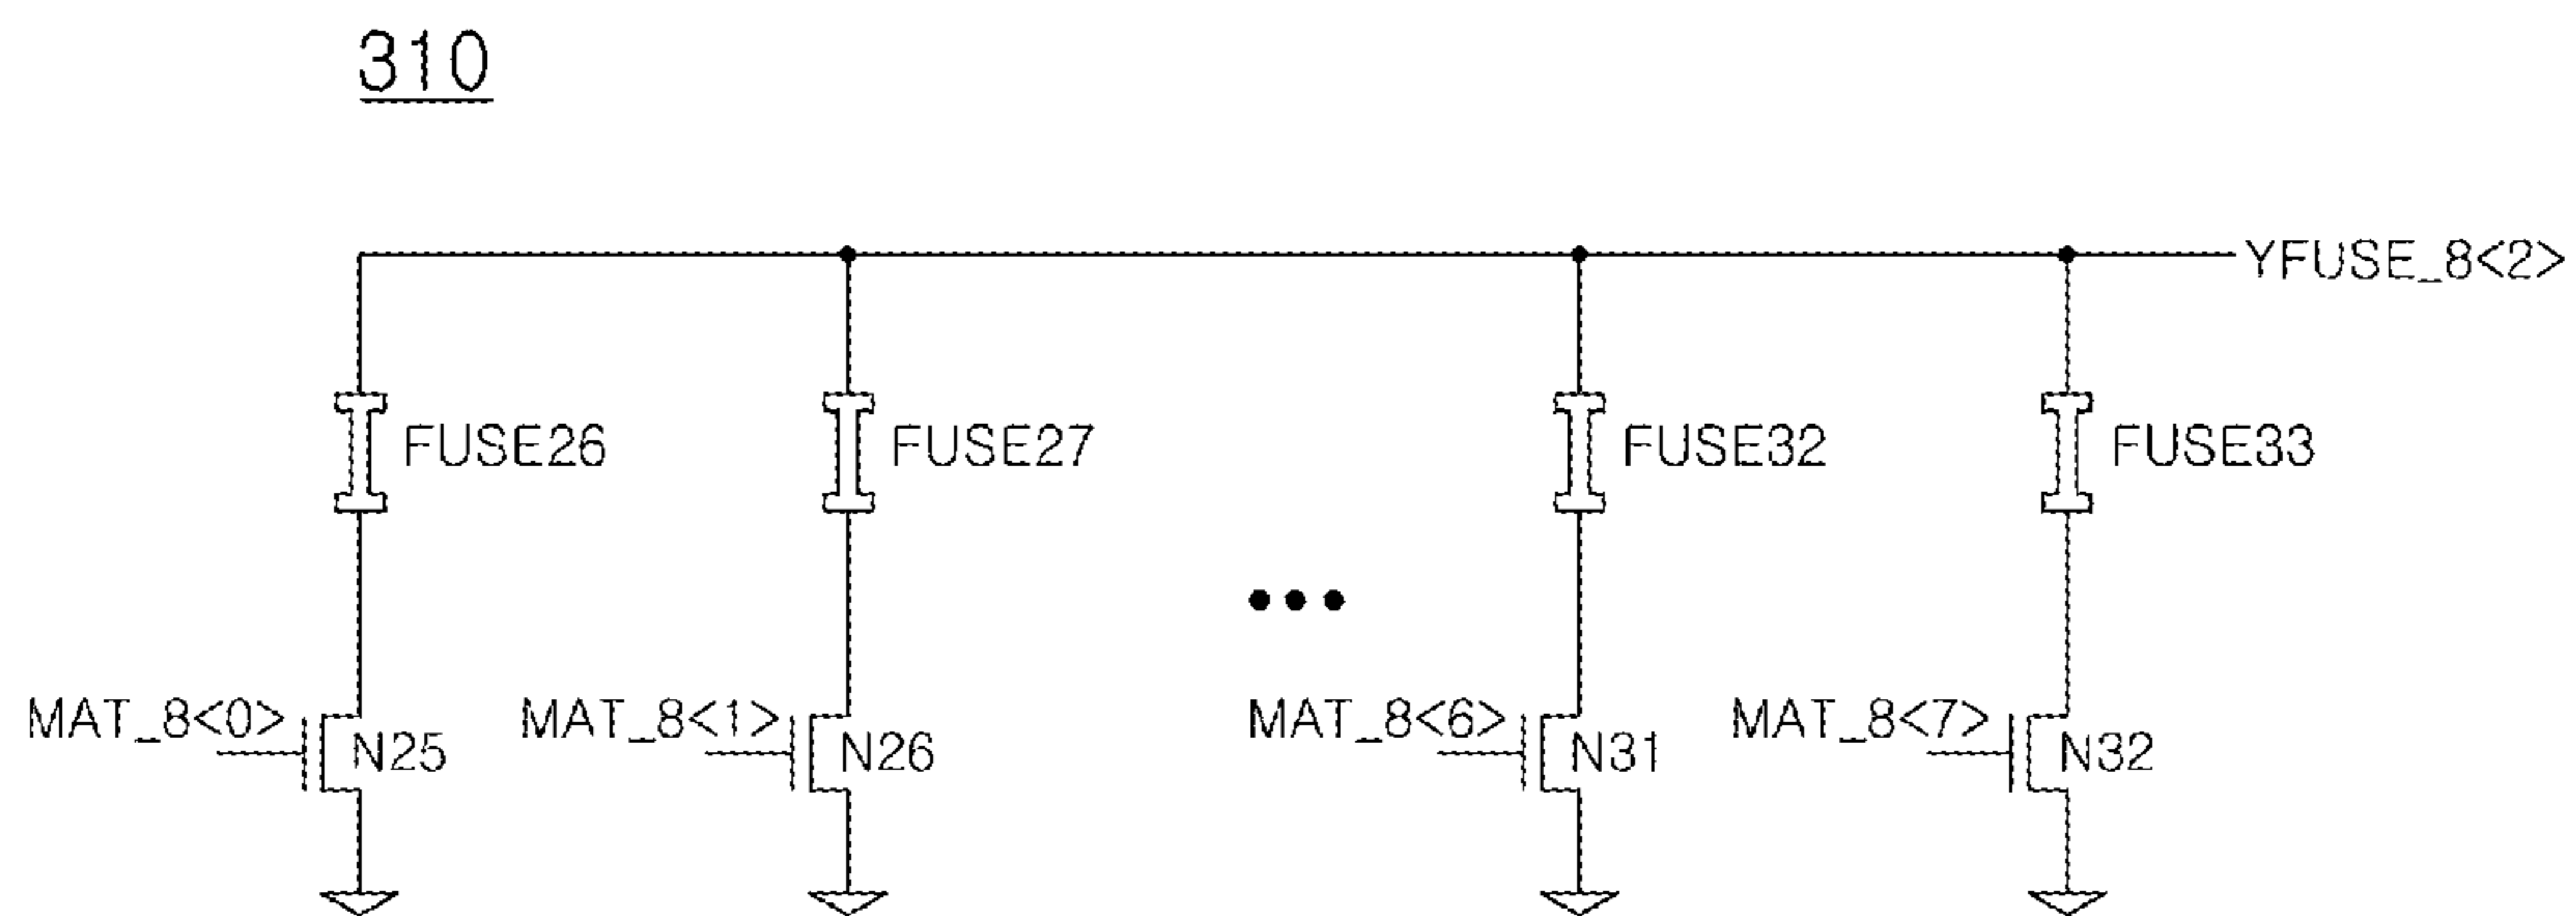 310
YFUSE_8<2>
FUSE26
FUSE27
FUSE32
FUSE33
MAT_8<0>
N25
MAT_8<1>
N26
MAT_8<6>
N31
MAT_8<7>
N32